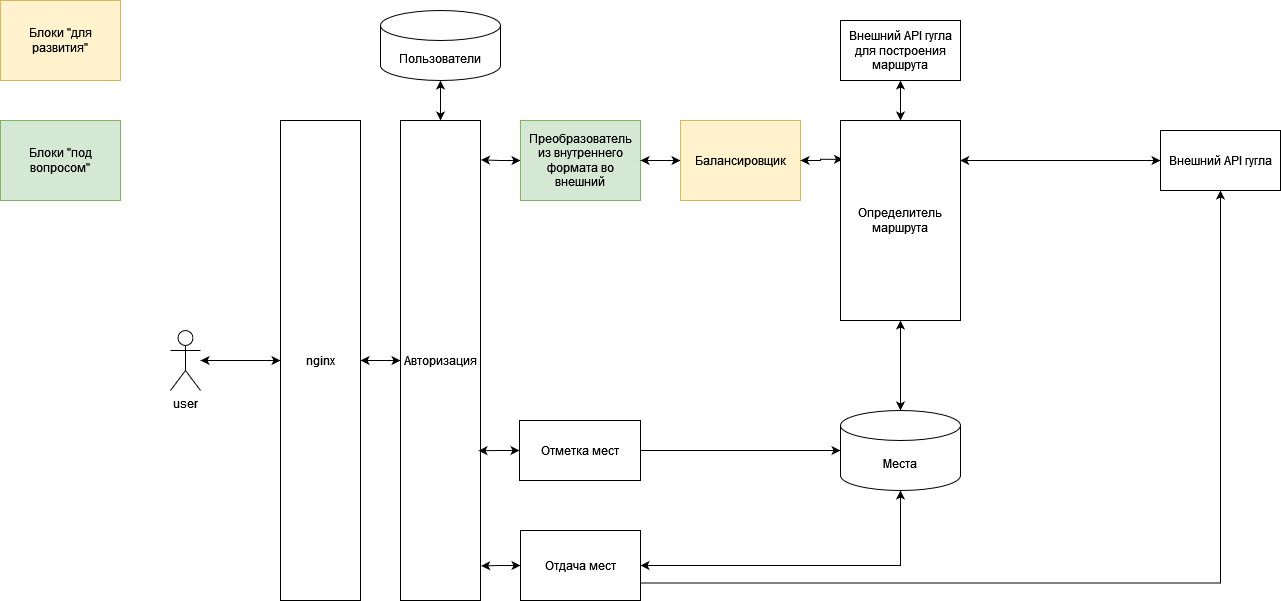 Блоки "для
развития"
Пользователи
Внешний API гугла
для построения
маршрута
Блоки "под
вопросом"
Преобразователь
из внутреннего
формата во
внешний
Балансировщик
Внешний API гугла
Определитель
маршрута
user
nginx
Авторизация
Отметка мест
Места
Отдача мест